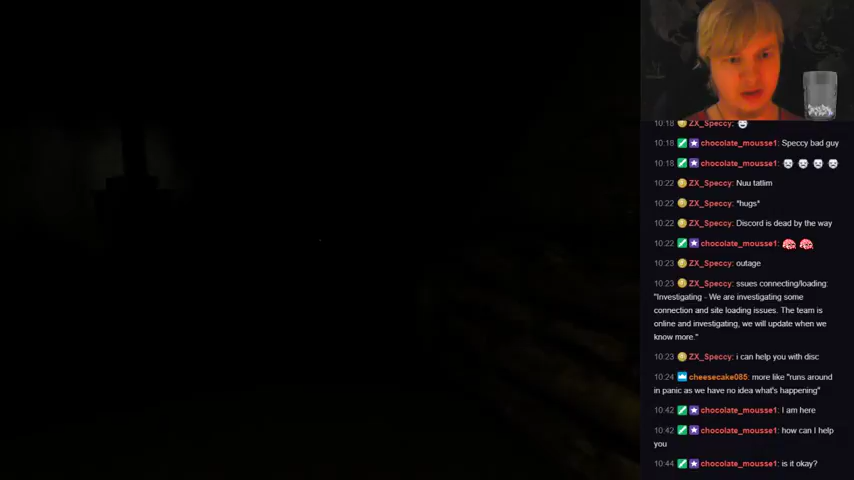 10:18 ZX_Speccy:
10:18 chocolate_mousse1: Speccy bad guy
10:18 chocolate_mousse1:
10:22 ZX_Speccy: Nuu tatlim
10:22 ZX_Speccy: *hugs*
10:22 ZX_Speccy: Discord is dead by the way
10:22 chocolate_mousse1:
10:23 ZX_Speccy: outage
10:23 ZX_Speccy: ssues connecting/loading:
"Investigating - We are investigating some
connection and site loading issues. The team is
online and investigating, we will update when we
know more."
10:23 ZX_Speccy: i can help you with disc
10:24 cheesecake085: more like "runs around
in panic as we have no idea what's happening"
10:42 chocolate_mousse1: I am here
10:42 chocolate_mousse1: how can I help
you
10:44 chocolate_mousse1: is it okay?